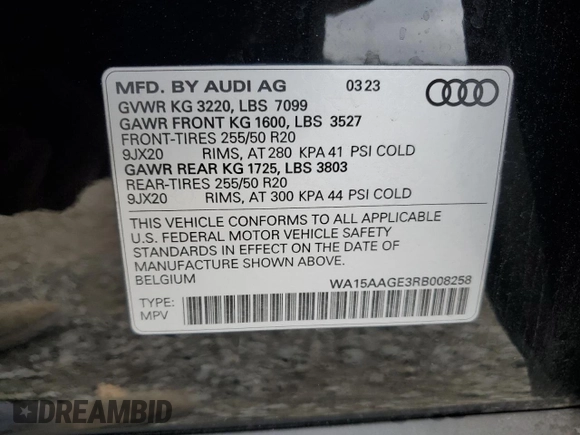 MFD. BY AUDI AG 0323
GVWR KG 3220, LBS 7099
GAWR FRONT KG 1600, LBS 3527
FRONT-TIRES 255/50 R20
9JX20 RIMS, AT 280 KPA 41 PSI COLD
GAWR REAR KG 1725, LBS 3803
REAR-TIRES 255/50 R20
9JX20 RIMS, AT 300 KPA 44 PSI COLD
THIS VEHICLE CONFORMS TO ALL APPLICABLE
U.S. FEDERAL MOTOR VEHICLE SAFETY
STANDARDS IN EFFECT ON THE DATE OF
MANUFACTURE SHOWN ABOVE.
BELGIUM
WA15AAGE3RB008258
TYPE:
MPV
DREAMBID